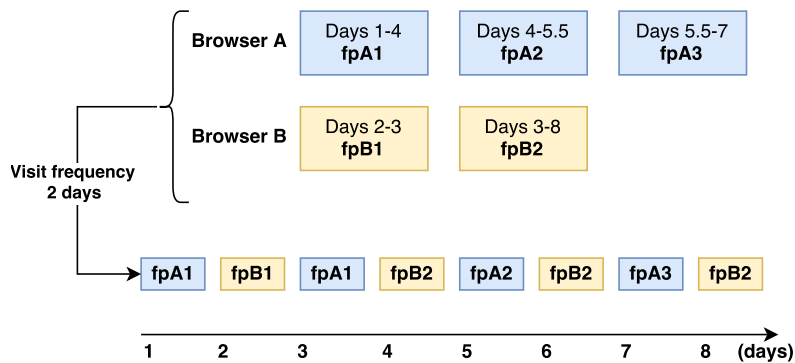 Browser A
Days 1-4
fpA1
Days 4-5.5
fpA2
Days 5.5-7
fpA3
Browser B
Days 2-3
fpB1
Days 3-8
fpB2
Visit frequency
2 days
fpA1 fpB1 fpA1 fpB2 fpA2 fpB2 fpA3 fpB2
1 2 3 4 5 6 7 8 (days)